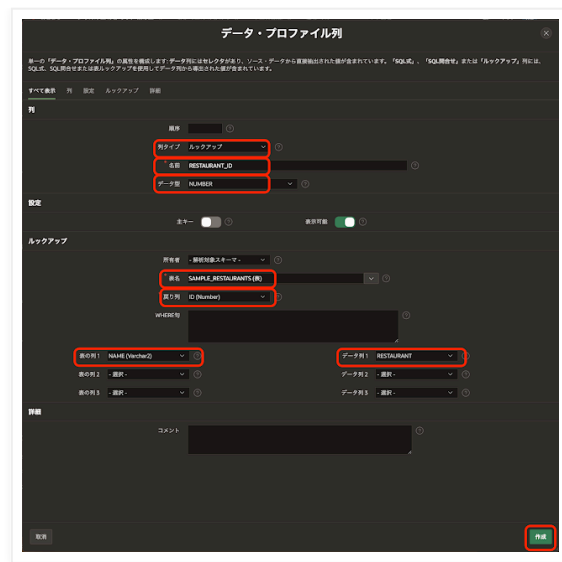 データ・プロファイル列
単一の「データ・プロファイル列」の属性を構成します: データ列にはセレクタがあり、ソース・データから直接抽出された値が含まれています。「SQL式」、「SQL問合せ」または「ルックアップ」列には、
SQL式、SQL問合せまたは表ルックアップを使用してデータ列から導出された値が含まれています。
すべて表示 列 設定 ルックアップ 詳細
列
順序
列タイプ ルックアップ
* 名前 RESTAURANT_ID
データ型 NUMBER
設定
主キー 表示可能
ルックアップ
所有者 - 解析対象スキーマ -
* 表名 SAMPLE_RESTAURANTS (表)
* 戻り列 ID (Number)
WHERE句
表の列1 NAME (Varchar2) データ列1 RESTAURANT
表の列2 - 選択 - データ列2 - 選択 -
表の列3 - 選択 - データ列3 - 選択 -
詳細
コメント
取消 作成